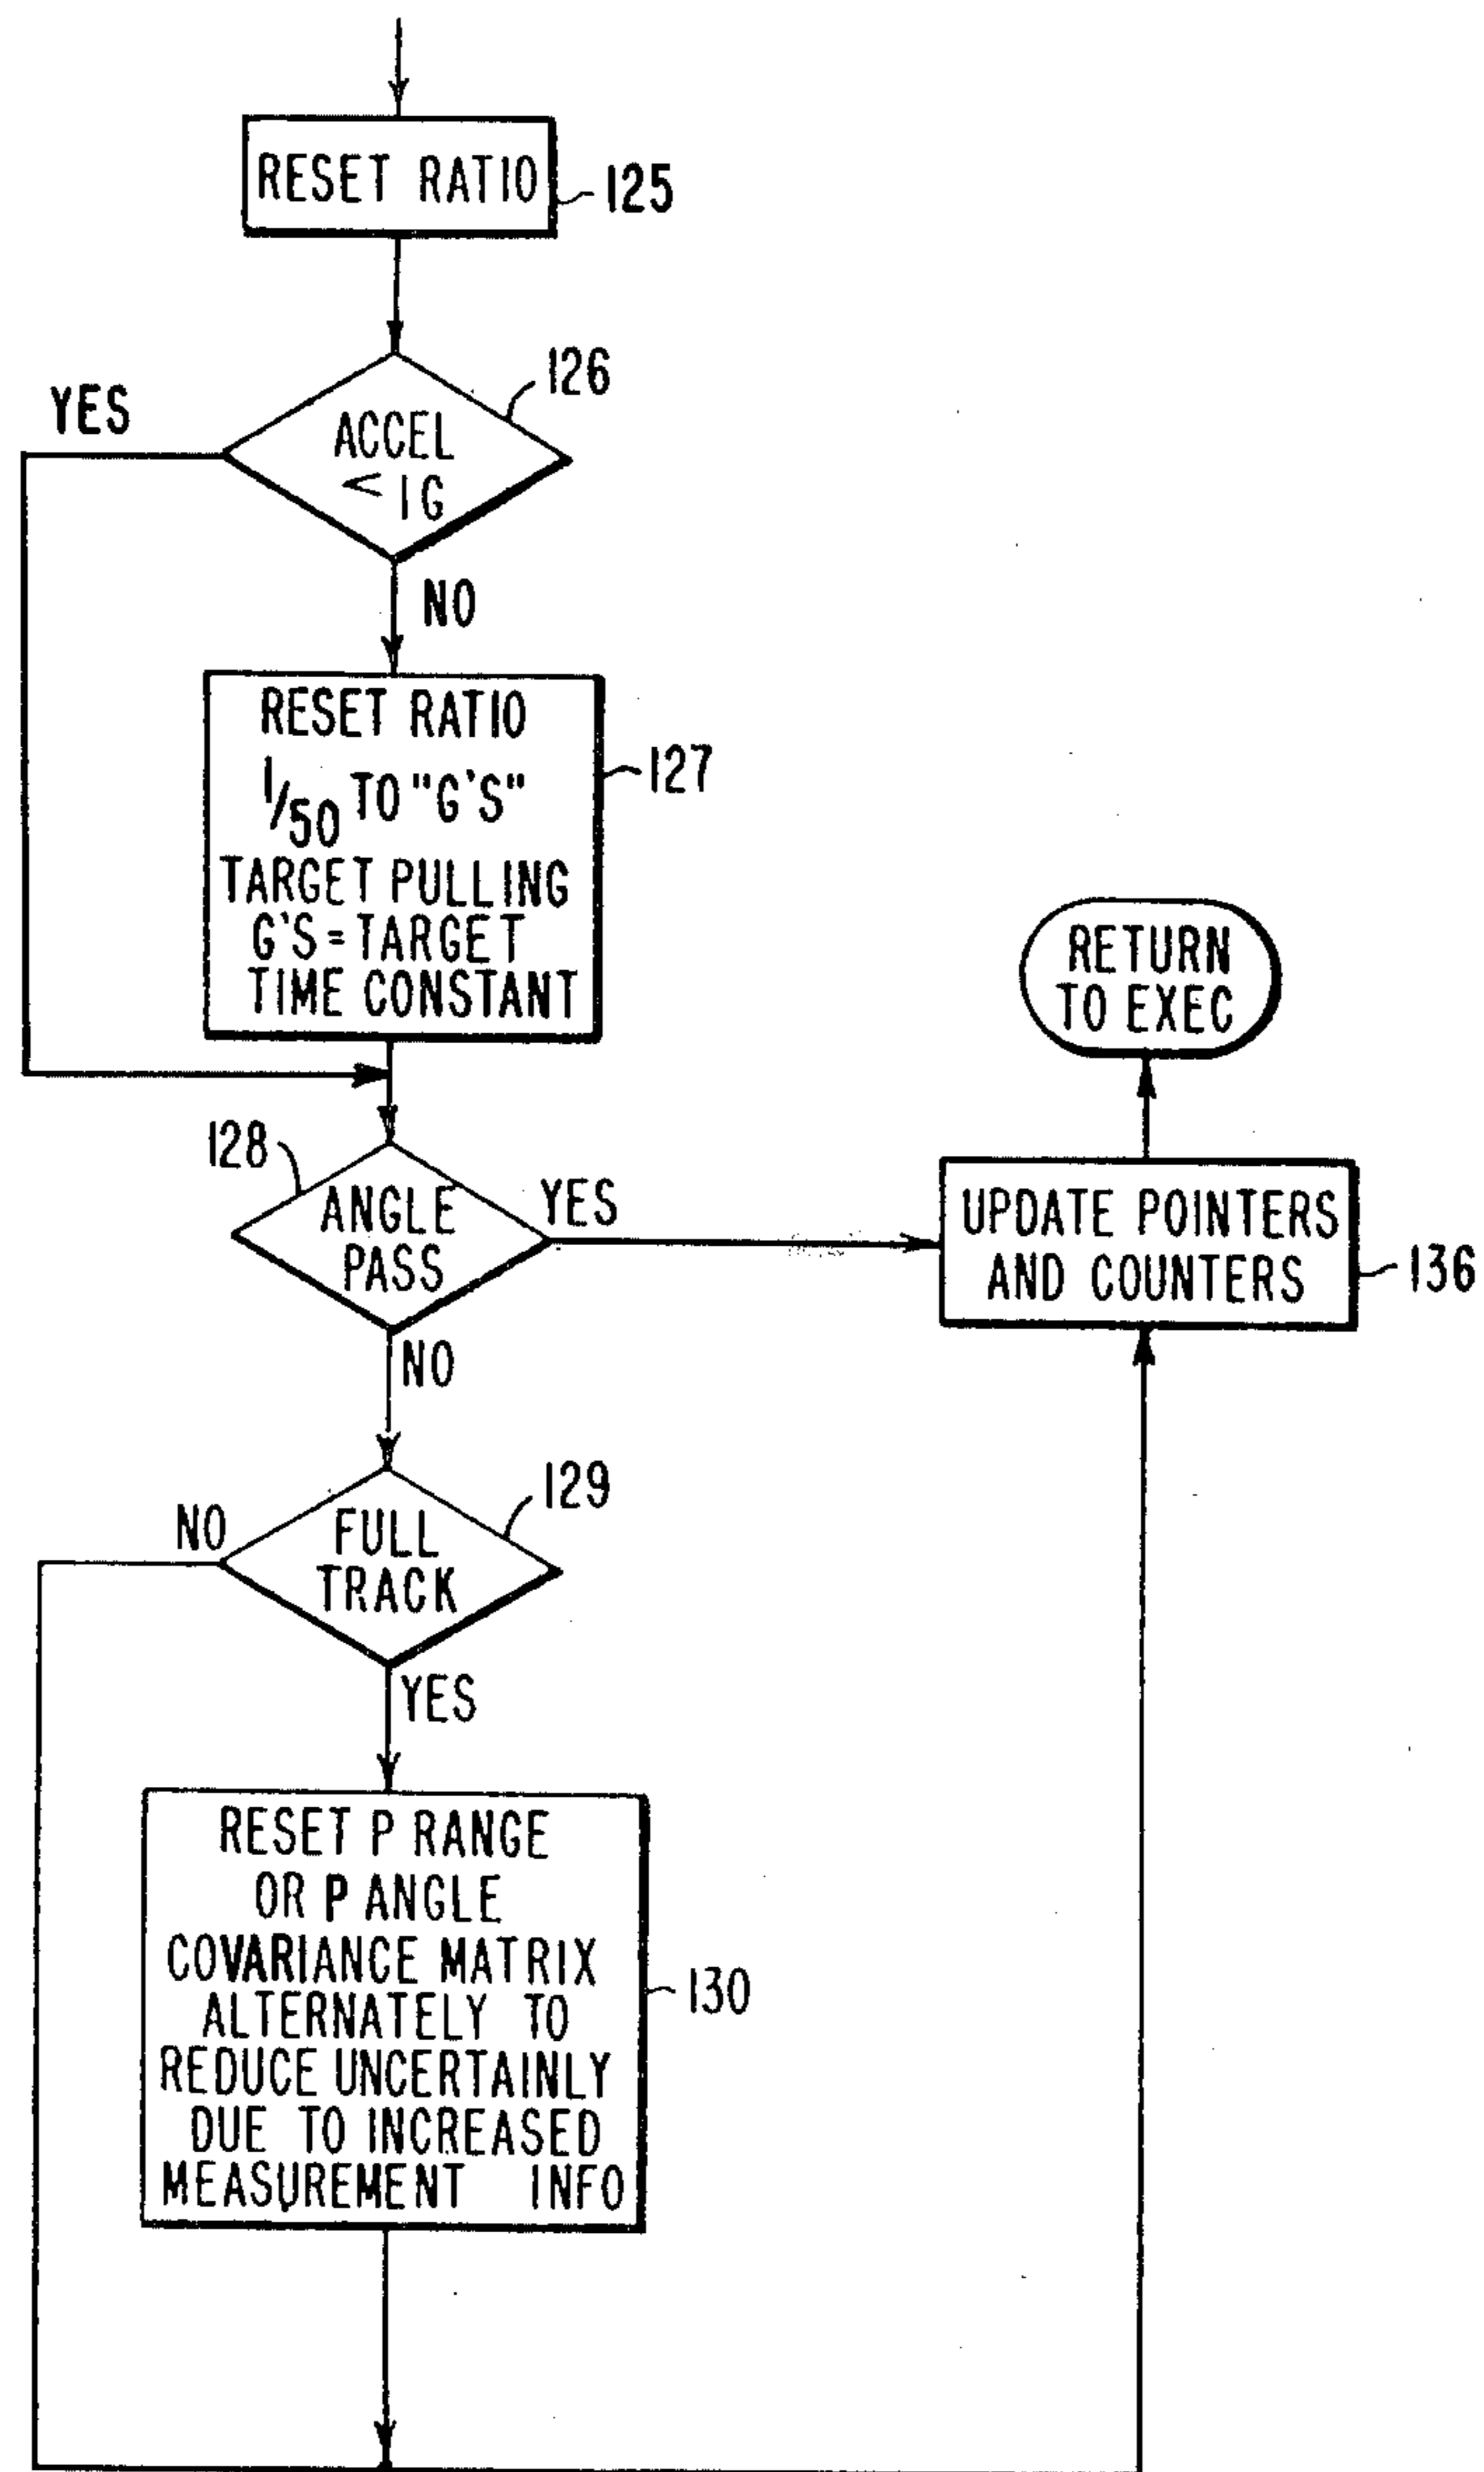 RESET RATIO
125
126
YES
ACCEL
< 1G
NO
RESET RATIO
1/50 TO "G'S"
TARGET PULLING
G'S = TARGET
TIME CONSTANT
127
RETURN
TO EXEC
128
ANGLE
PASS
YES
UPDATE POINTERS
AND COUNTERS
136
NO
129
NO
FULL
TRACK
YES
RESET P RANGE
OR P ANGLE
COVARIANCE MATRIX
ALTERNATELY TO
REDUCE UNCERTAINLY
DUE TO INCREASED
MEASUREMENT INFO
130